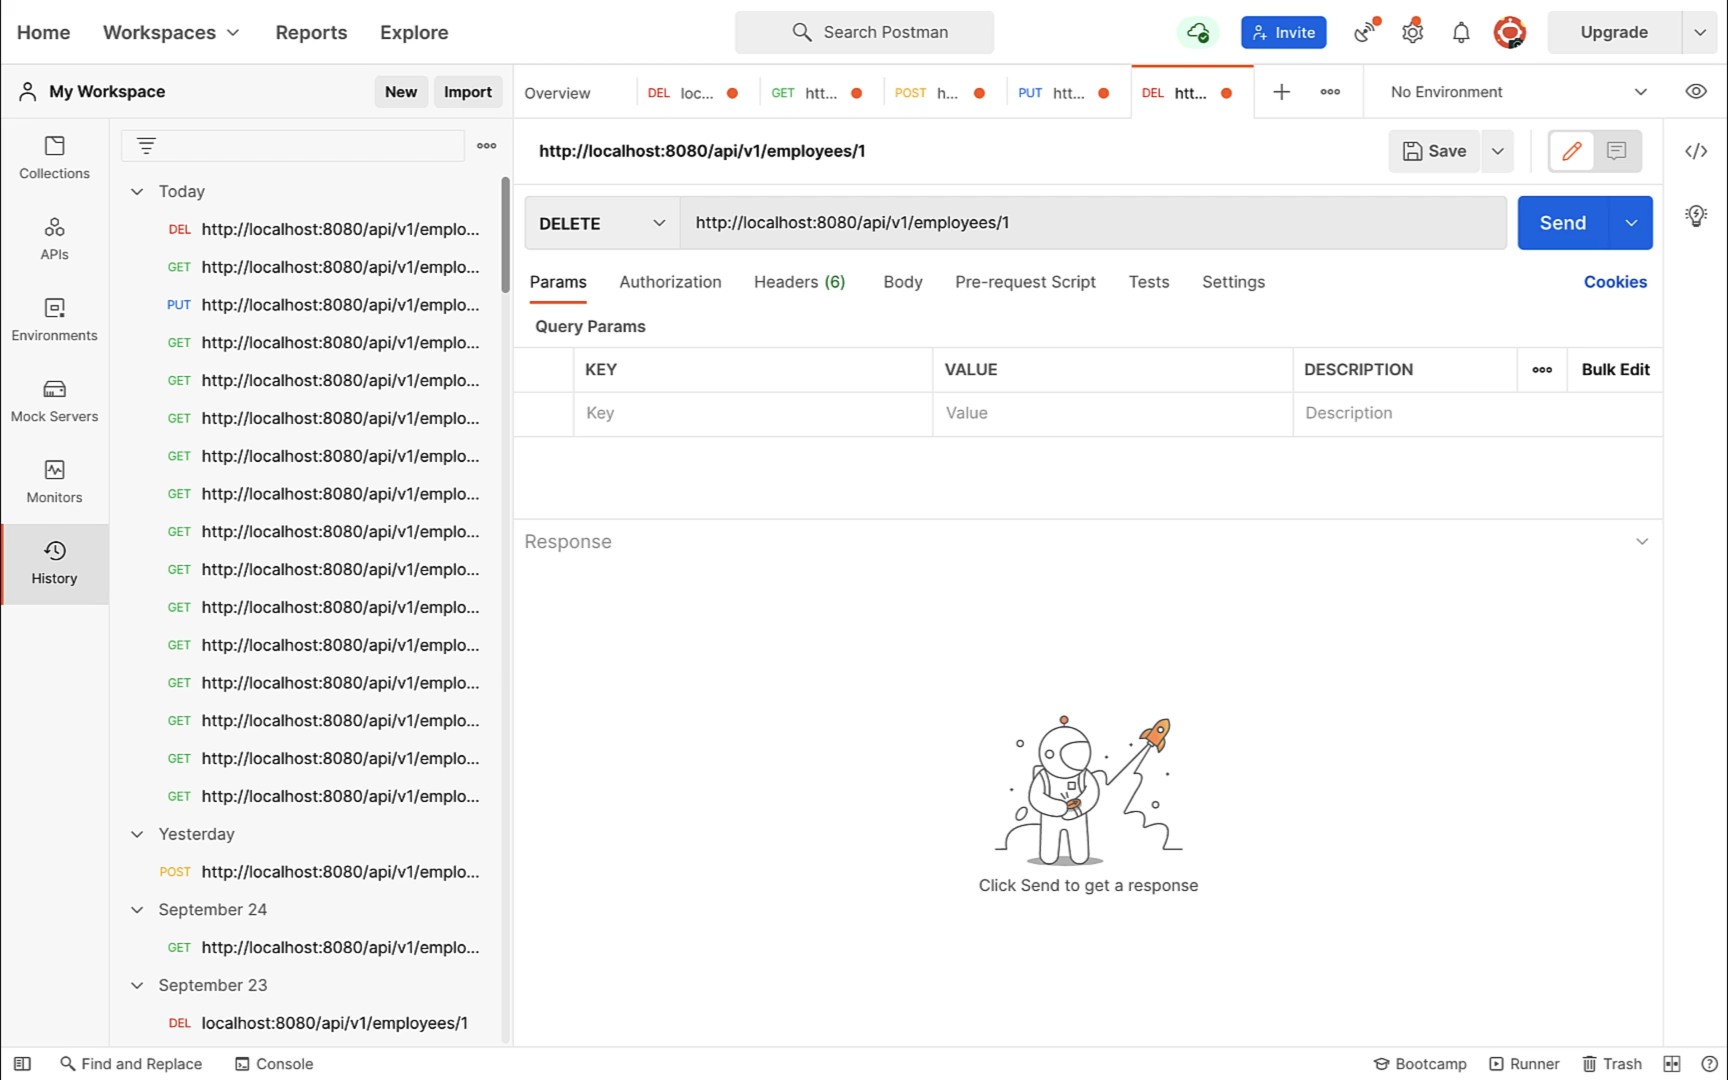 Home Workspaces Reports Explore Search Postman Invite Upgrade
My Workspace New Import Overview DEL loc... GET htt... POST h... PUT htt... DEL htt... No Environment
Collections
APIs
Environments
Mock Servers
Monitors
History
Today
DEL http://localhost:8080/api/v1/emplo...
GET http://localhost:8080/api/v1/emplo...
PUT http://localhost:8080/api/v1/emplo...
GET http://localhost:8080/api/v1/emplo...
GET http://localhost:8080/api/v1/emplo...
GET http://localhost:8080/api/v1/emplo...
GET http://localhost:8080/api/v1/emplo...
GET http://localhost:8080/api/v1/emplo...
GET http://localhost:8080/api/v1/emplo...
GET http://localhost:8080/api/v1/emplo...
GET http://localhost:8080/api/v1/emplo...
GET http://localhost:8080/api/v1/emplo...
GET http://localhost:8080/api/v1/emplo...
GET http://localhost:8080/api/v1/emplo...
GET http://localhost:8080/api/v1/emplo...
GET http://localhost:8080/api/v1/emplo...
Yesterday
POST http://localhost:8080/api/v1/emplo...
September 24
GET http://localhost:8080/api/v1/emplo...
September 23
DEL localhost:8080/api/v1/employees/1
http://localhost:8080/api/v1/employees/1 Save
DELETE http://localhost:8080/api/v1/employees/1 Send
Params Authorization Headers (6) Body Pre-request Script Tests Settings Cookies
Query Params
KEY VALUE DESCRIPTION Bulk Edit
Key Value Description
Response
Click Send to get a response
Find and Replace Console Bootcamp Runner Trash